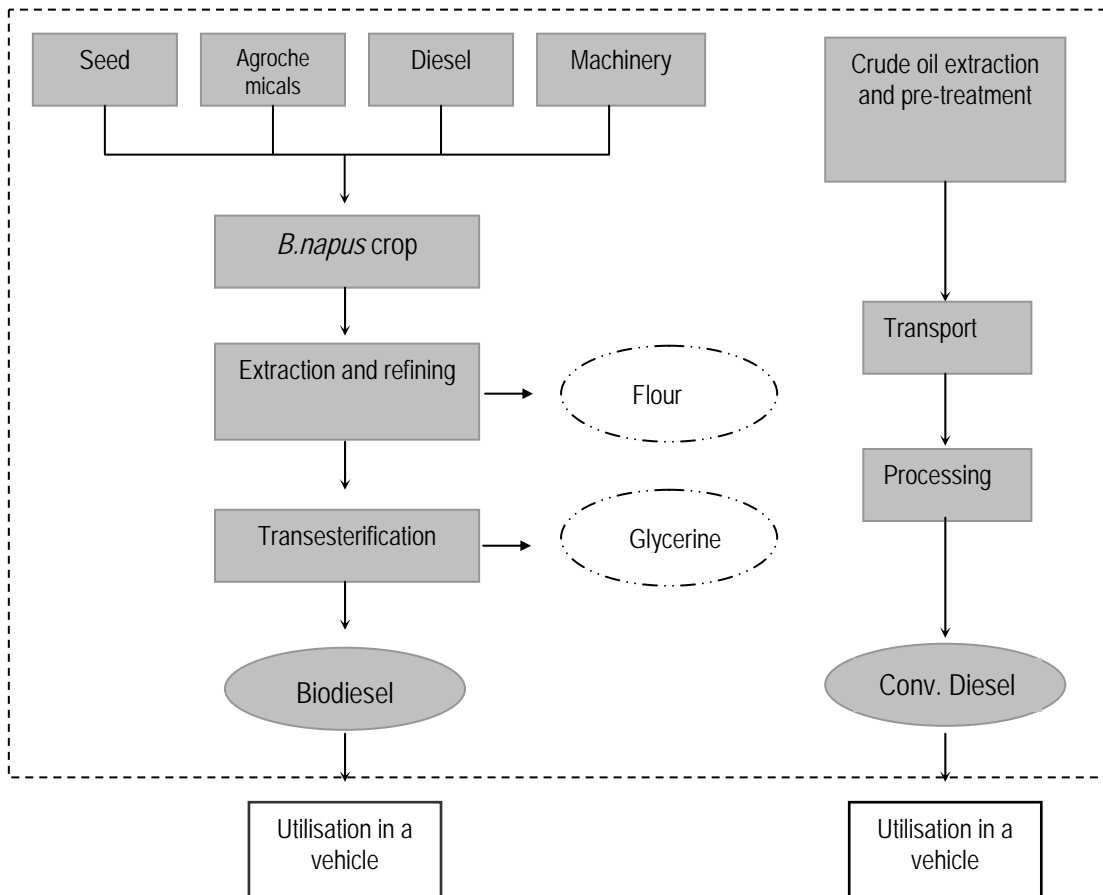 Seed
Agroche
micals
Diesel
Machinery
Crude oil extraction
and pre-treatment
B.napus crop
Extraction and refining
Flour
Transport
Processing
Transesterification
Glycerine
Biodiesel
Conv. Diesel
Utilisation in a
vehicle
Utilisation in a
vehicle